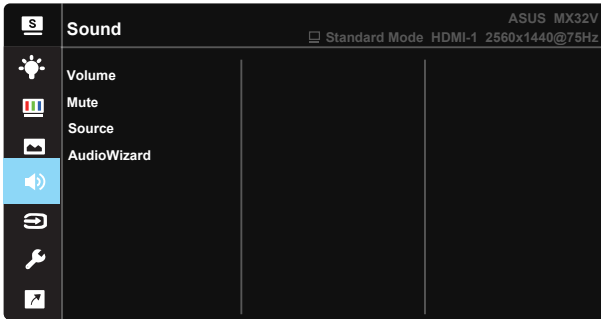 S
Sound
ASUS MX32V
Standard Mode HDMI-1 2560x1440@75Hz
Volume
Mute
Source
AudioWizard